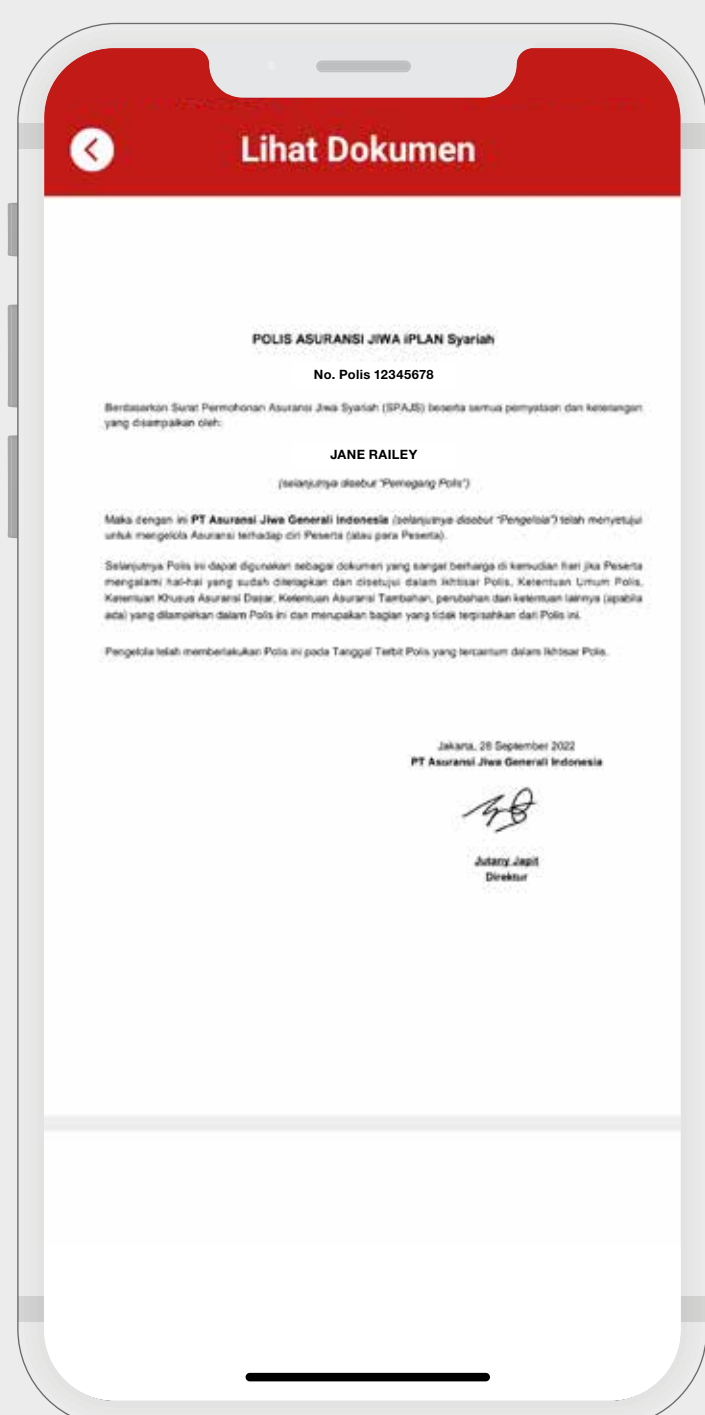 Lihat Dokumen
POLIS ASURANSI JIWA iPLAN Syariah
No. Polis 12345678
Berdasarkan Surat Permohonan Asuransi Jiwa Syariah (SPAJS) beserta semua pernyataan dan keterangan
yang disampaikan oleh:
JANE RAILEY
(selanjutnya disebut "Pemegang Polis")
Maka dengan ini PT Asuransi Jiwa Generali Indonesia (selanjutnya disebut "Pengelola") telah menyetujui
untuk mengelola Asuransi terhadap diri Peserta (atau para Peserta).
Selanjutnya Polis ini dapat digunakan sebagai dokumen yang sangat berharga di kemudian hari jika Peserta
mengalami hal-hal yang sudah ditetapkan dan disetujui dalam Ikhtisar Polis, Ketentuan Umum Polis,
Ketentuan Khusus Asuransi Dasar, Ketentuan Asuransi Tambahan, perubahan dan ketentuan lainnya (apabila
ada) yang dilampirkan dalam Polis ini dan merupakan bagian yang tidak terpisahkan dari Polis ini.
Pengelola telah memberlakukan Polis ini pada Tanggal Terbit Polis yang tercantum dalam Ikhtisar Polis.
Jakarta, 28 September 2022
PT Asuransi Jiwa Generali Indonesia
Jutany Japit
Direktur